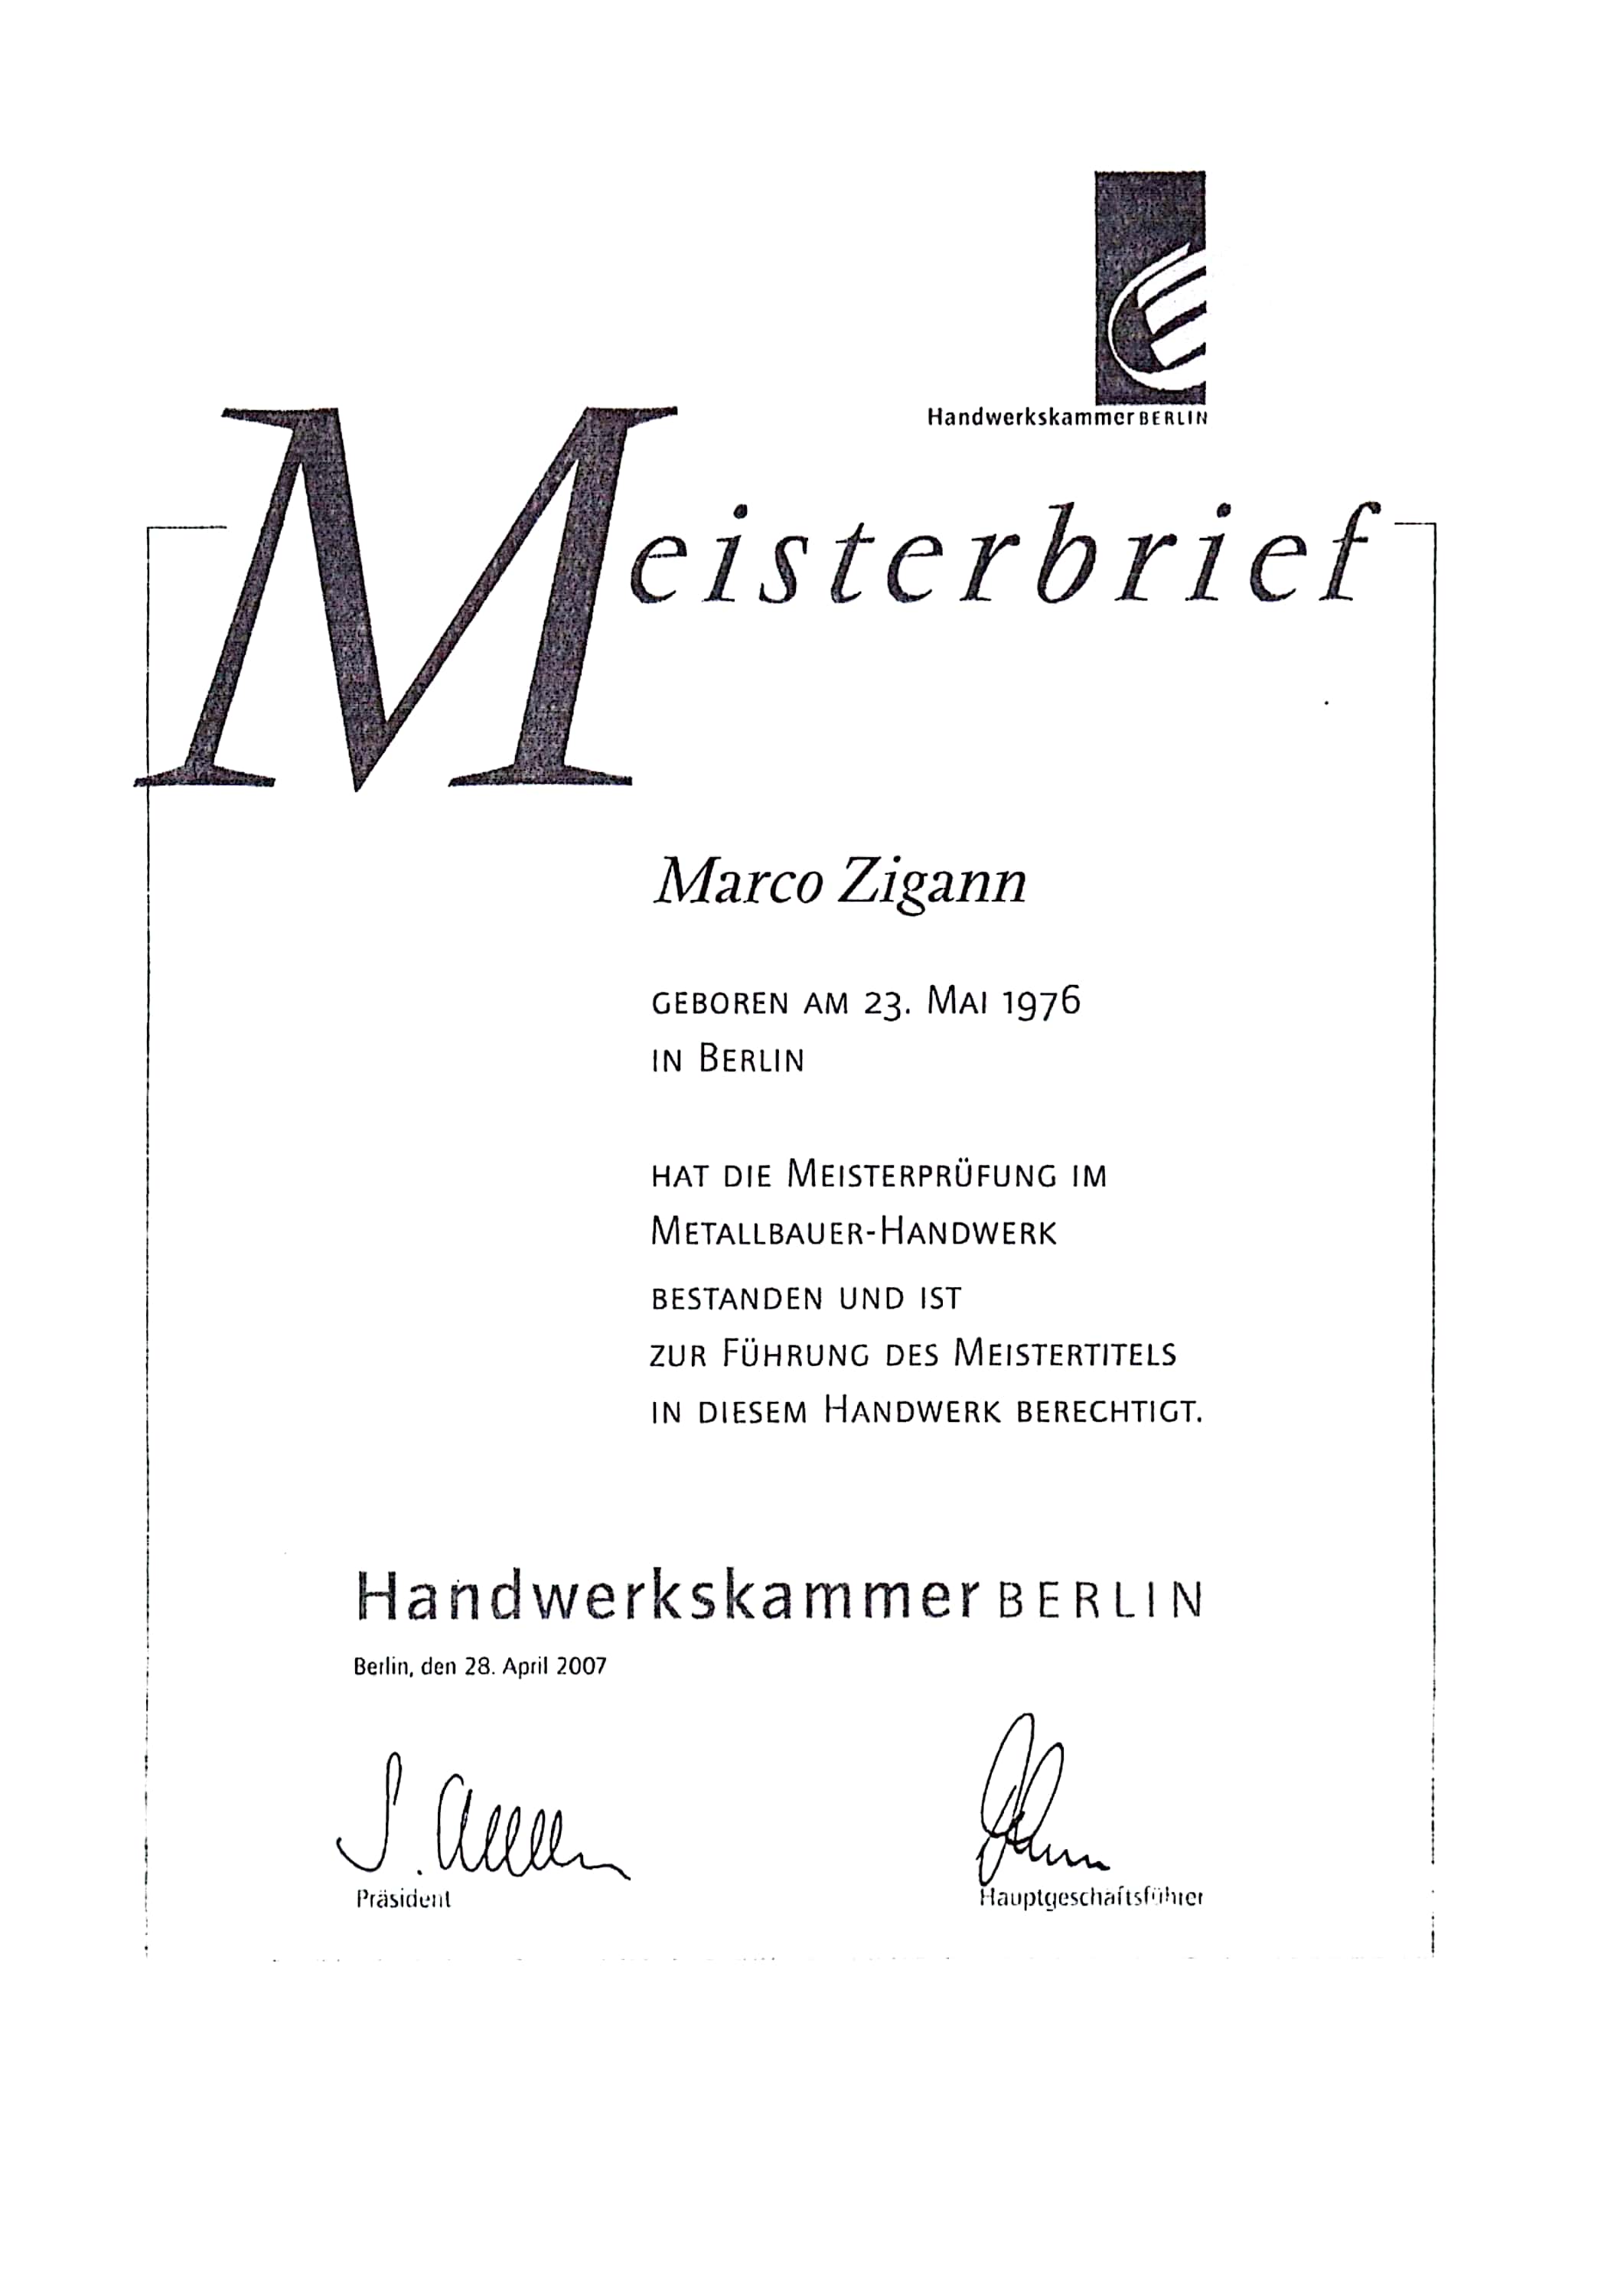 HandwerkskammerBERLIN
Meisterbrief
Marco Zigann
GEBOREN AM 23. MAI 1976
IN BERLIN
HAT DIE MEISTERPRÜFUNG IM
METALLBAUER-HANDWERK
BESTANDEN UND IST
ZUR FÜHRUNG DES MEISTERTITELS
IN DIESEM HANDWERK BERECHTIGT.
HandwerkskammerBERLIN
Berlin, den 28. April 2007
Präsident
Hauptgeschäftsführer